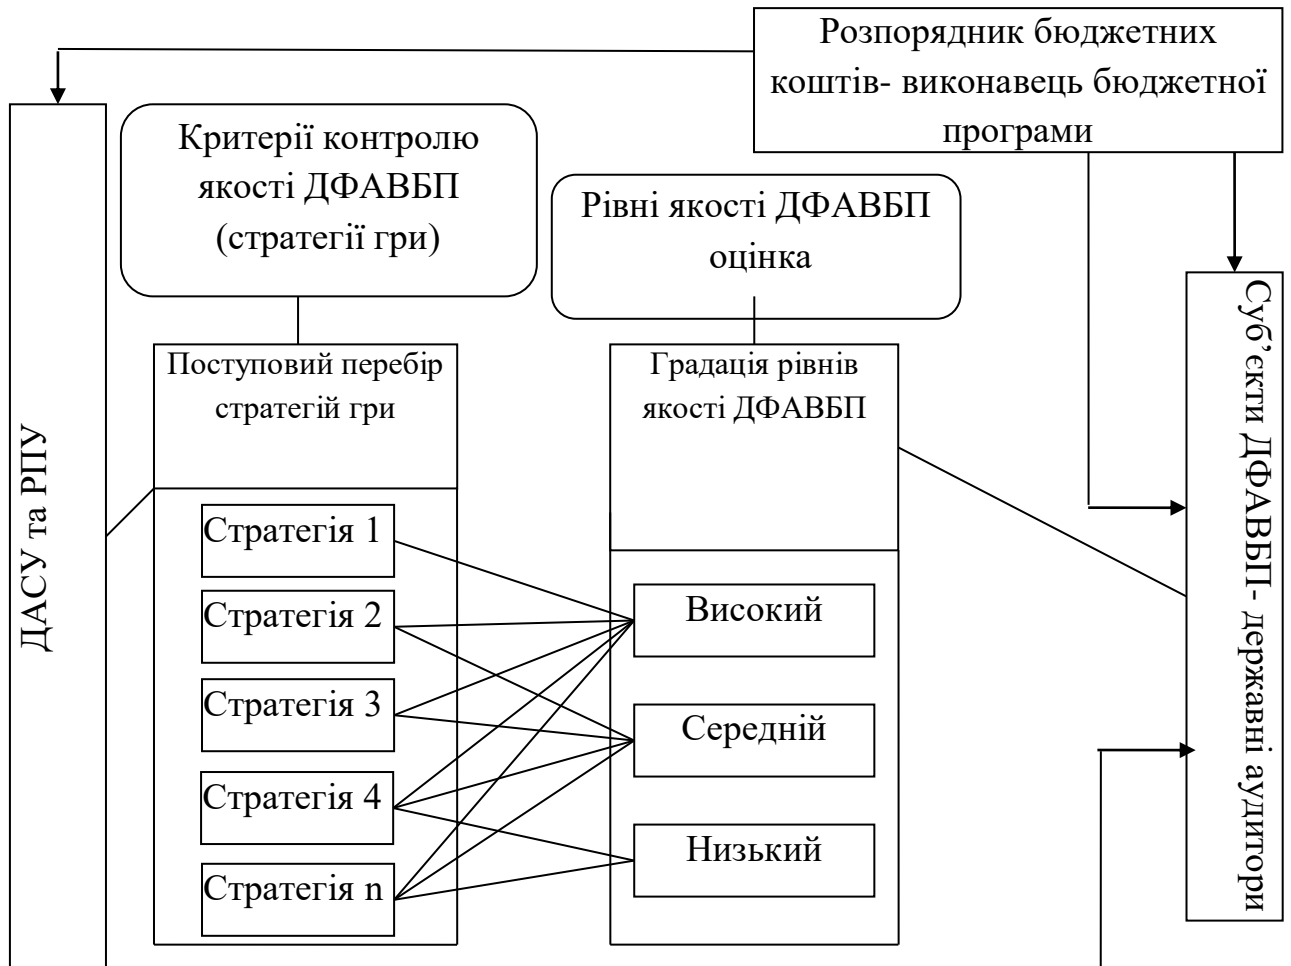 Розпорядник бюджетних
коштів- виконавець бюджетної
програми
Критерії контролю
якості ДФАВБП
(стратегії гри)
Рівні якості ДФАВБП
оцінка
Поступовий перебір
стратегій гри
Градація рівнів
якості ДФАВБП
ДАСУ та РПУ
Стратегія 1
Стратегія 2
Стратегія 3
Стратегія 4
Стратегія n
Високий
Середній
Низький
Суб’єкти ДФАВБП- державні аудитори